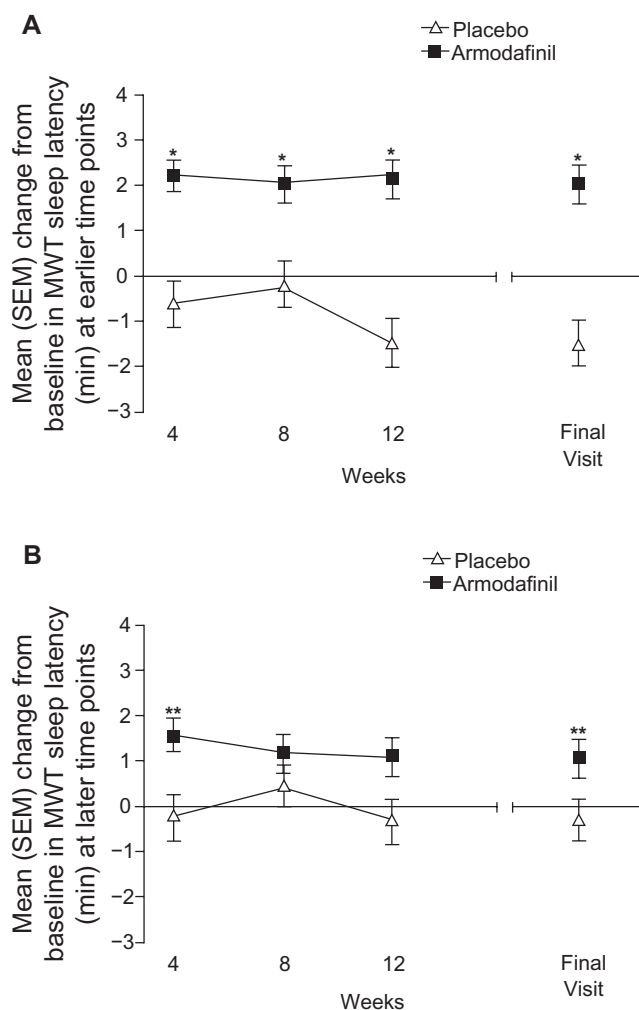 A
Placebo
Armodafinil
Mean (SEM) change from
baseline in MWT sleep latency
(min) at earlier time points
4
3
2
1
0
−1
−2
−3
* * * *
4 8 12 Final
Visit
Weeks
B
Placebo
Armodafinil
Mean (SEM) change from
baseline in MWT sleep latency
(min) at later time points
4
3
2
1
0
−1
−2
−3
** **
4 8 12 Final
Visit
Weeks